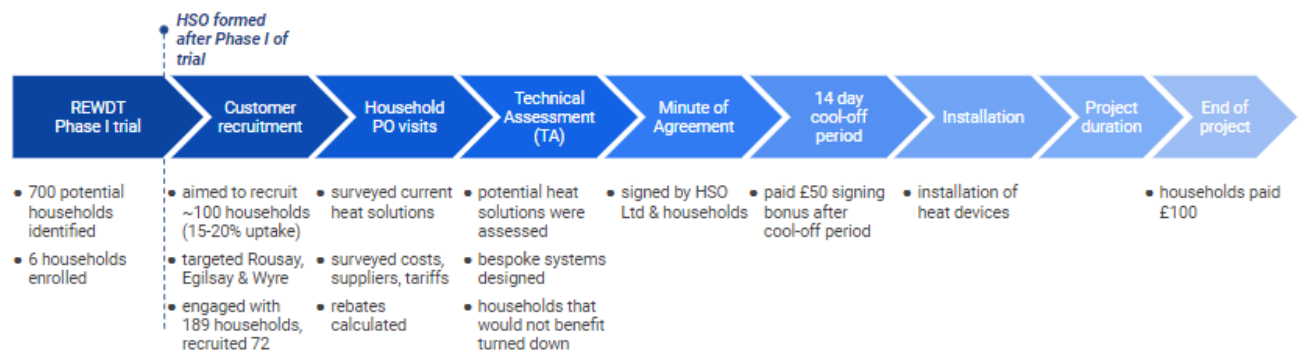 HSO formed
after Phase I of
trial
REWDT
Phase I trial
Customer
recruitment
Household
PO visits
Technical
Assessment
(TA)
Minute of
Agreement
14 day
cool-off
period
Installation
Project
duration
End of
project
• 700 potential
households
identified
• 6 households
enrolled
• aimed to recruit
~100 households
(15-20% uptake)
• targeted Rousay,
Egilsay & Wyre
• engaged with
189 households,
recruited 72
• surveyed current
heat solutions
• surveyed costs,
suppliers, tariffs
• rebates
calculated
• potential heat
solutions were
assessed
• bespoke systems
designed
• households that
would not benefit
turned down
• signed by HSO
Ltd & households
• paid £50 signing
bonus after
cool-off period
• installation of
heat devices
• households paid
£100